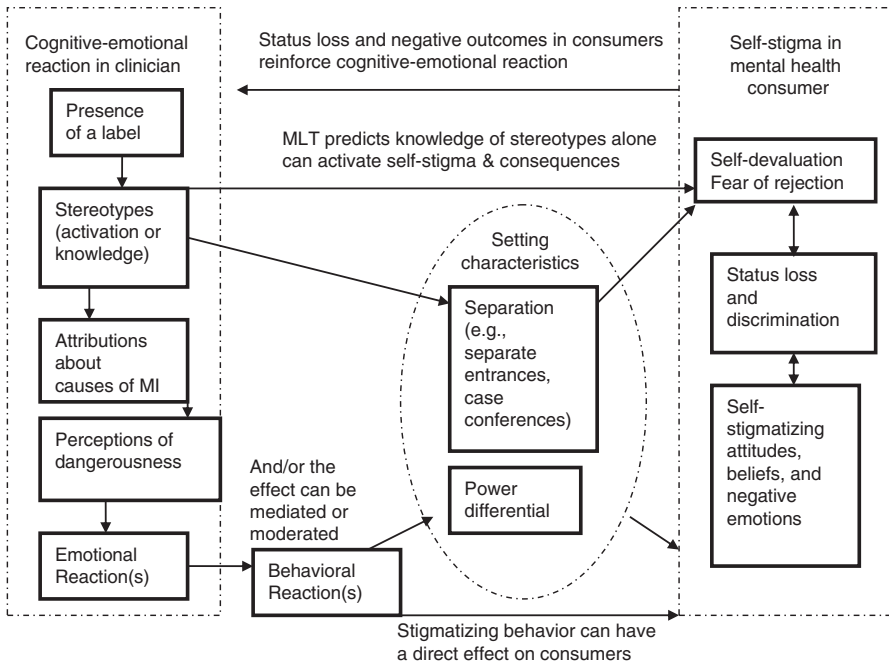 Cognitive-emotional
reaction in clinician
Presence
of a label
Stereotypes
(activation or
knowledge)
Attributions
about
causes of MI
Perceptions of
dangerousness
Emotional
Reaction(s)
Status loss and negative outcomes in consumers
reinforce cognitive-emotional reaction
MLT predicts knowledge of stereotypes alone
can activate self-stigma & consequences
Setting
characteristics
Separation
(e.g.,
separate
entrances,
case
conferences)
Power
differential
And/or the
effect can be
mediated or
moderated
Behavioral
Reaction(s)
Stigmatizing behavior can have
a direct effect on consumers
Self-stigma in
mental health
consumer
Self-devaluation
Fear of rejection
Status loss
and
discrimination
Self-
stigmatizing
attitudes,
beliefs, and
negative
emotions